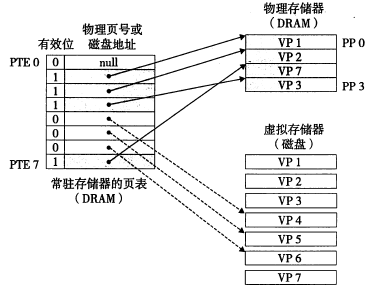 物理页号或
磁盘地址
有效位
PTE 0 0 null
1
1
1
0
0
0
PTE 7 1
常驻存储器的页表
(DRAM)
物理存储器
(DRAM)
VP 1 PP 0
VP 2
VP 7
VP 3 PP 3
虚拟存储器
(磁盘)
VP 1
VP 2
VP 3
VP 4
VP 5
VP 6
VP 7